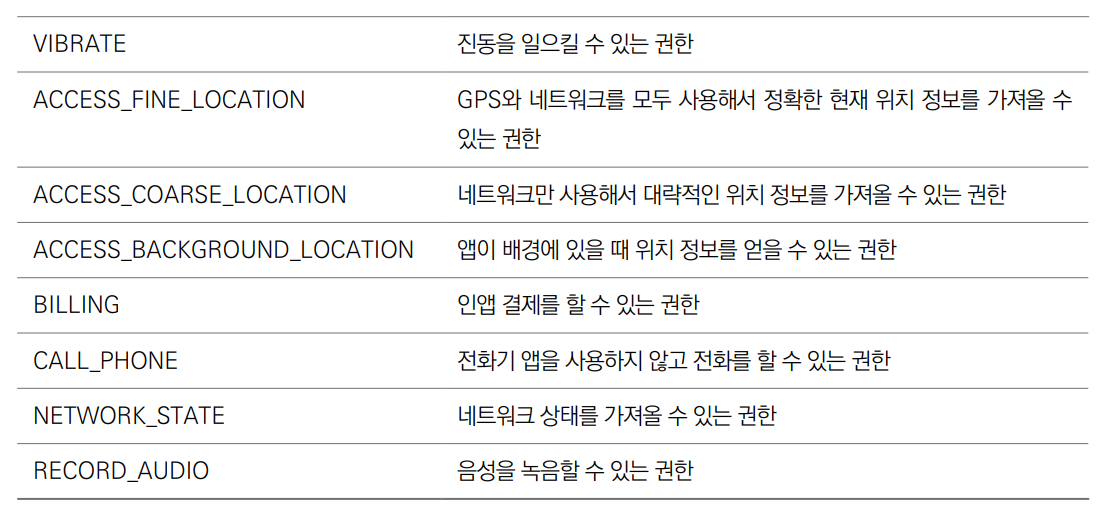 VIBRATE 진동을 일으킬 수 있는 권한
ACCESS_FINE_LOCATION GPS와 네트워크를 모두 사용해서 정확한 현재 위치 정보를 가져올 수
있는 권한
ACCESS_COARSE_LOCATION 네트워크만 사용해서 대략적인 위치 정보를 가져올 수 있는 권한
ACCESS_BACKGROUND_LOCATION 앱이 배경에 있을 때 위치 정보를 얻을 수 있는 권한
BILLING 인앱 결제를 할 수 있는 권한
CALL_PHONE 전화기 앱을 사용하지 않고 전화를 할 수 있는 권한
NETWORK_STATE 네트워크 상태를 가져올 수 있는 권한
RECORD_AUDIO 음성을 녹음할 수 있는 권한